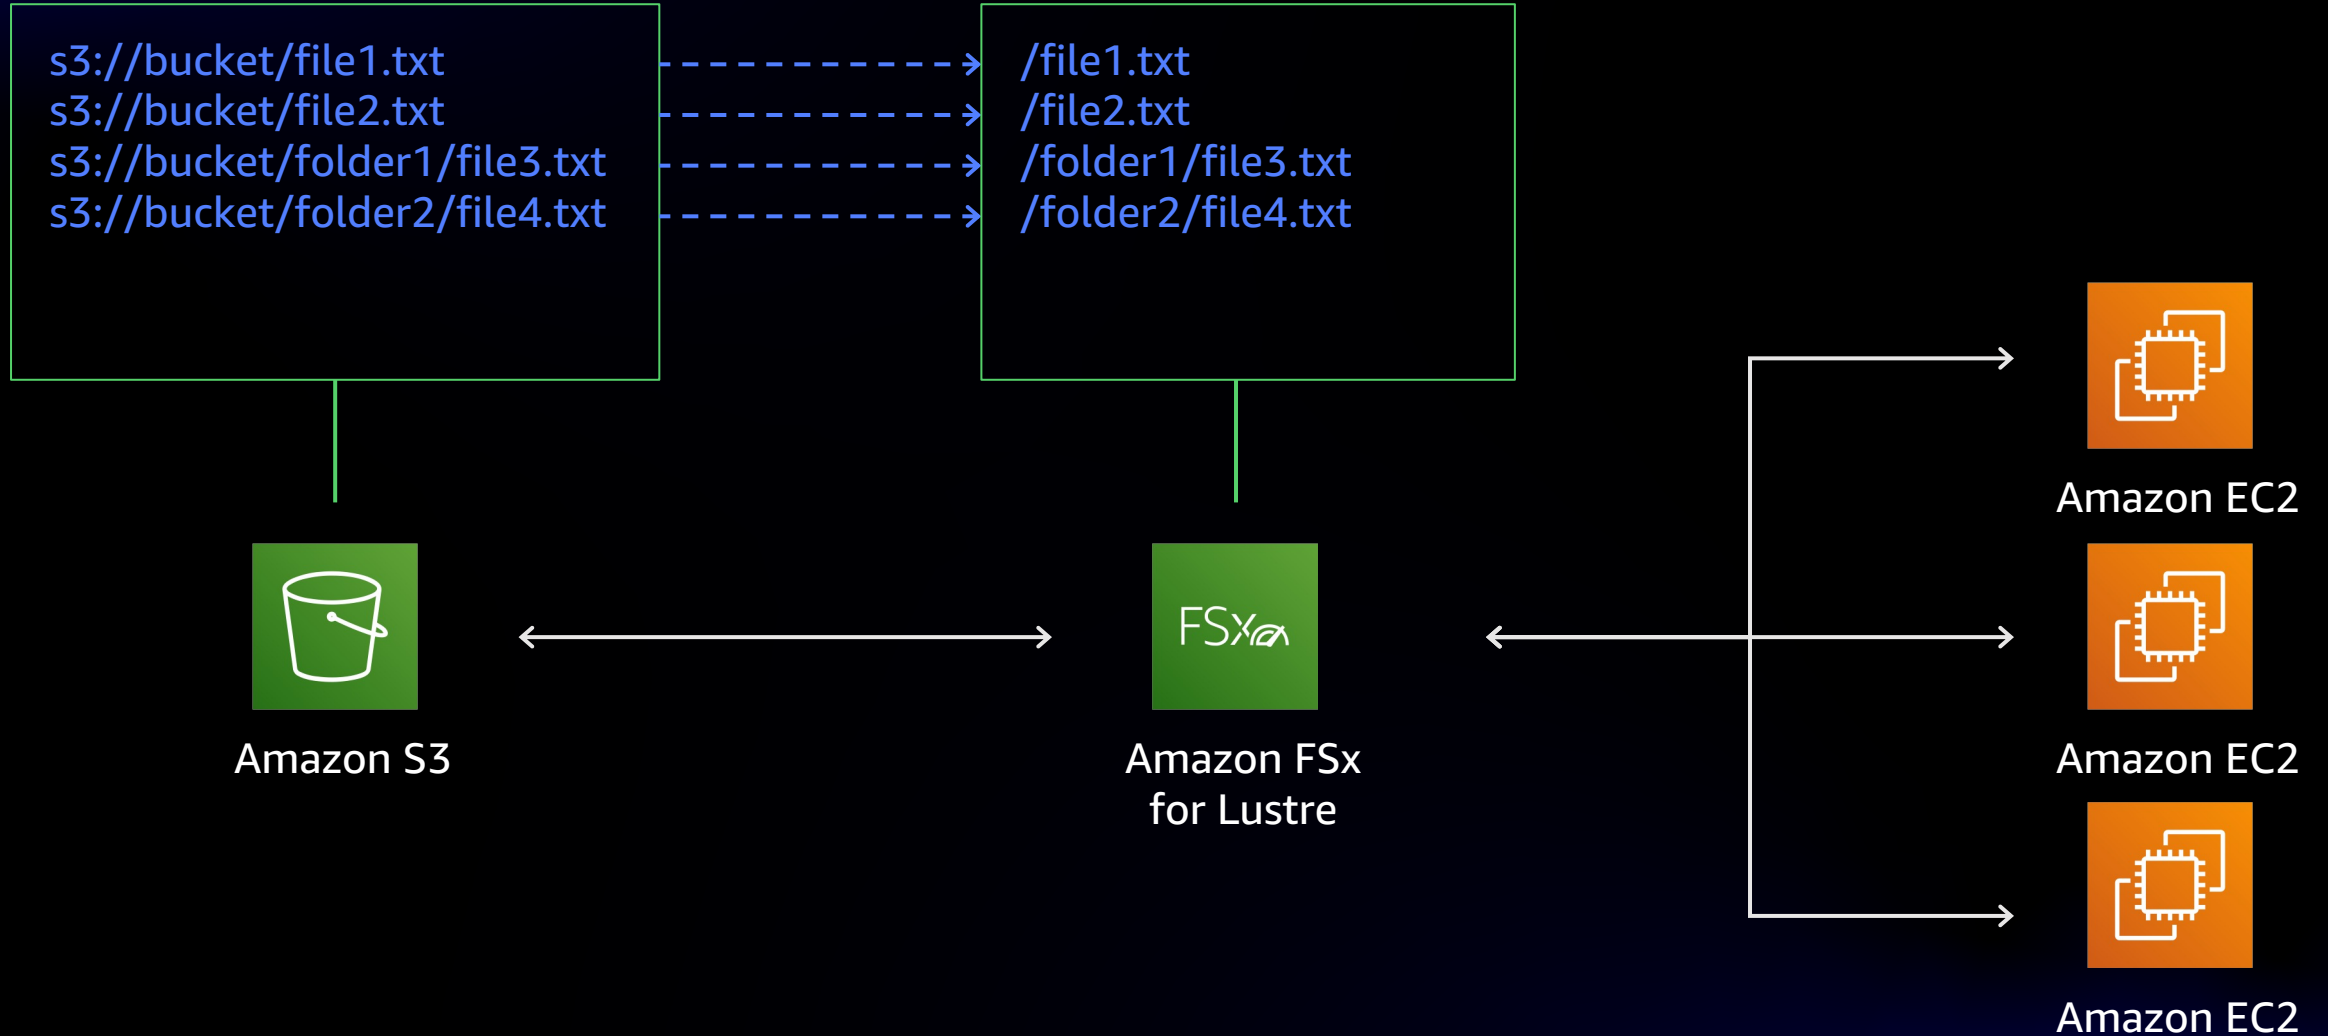 s3://bucket/file1.txt
s3://bucket/file2.txt
s3://bucket/folder1/file3.txt
s3://bucket/folder2/file4.txt
/file1.txt
/file2.txt
/folder1/file3.txt
/folder2/file4.txt
Amazon EC2
FSx
Amazon S3
Amazon FSx
for Lustre
Amazon EC2
Amazon EC2